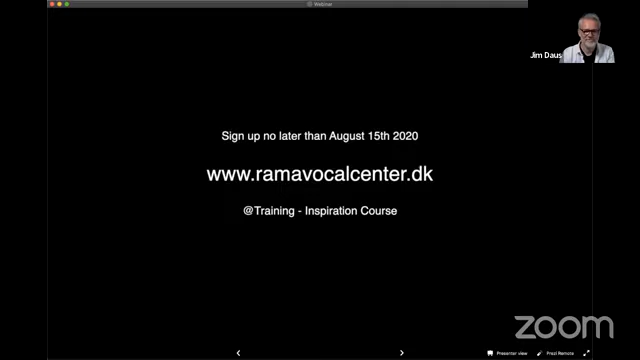 Webinar
Jim Daus
Sign up no later than August 15th 2020
www.ramavocalcenter.dk
@Training - Inspiration Course
zoom
Presenter view
Prezi Remote